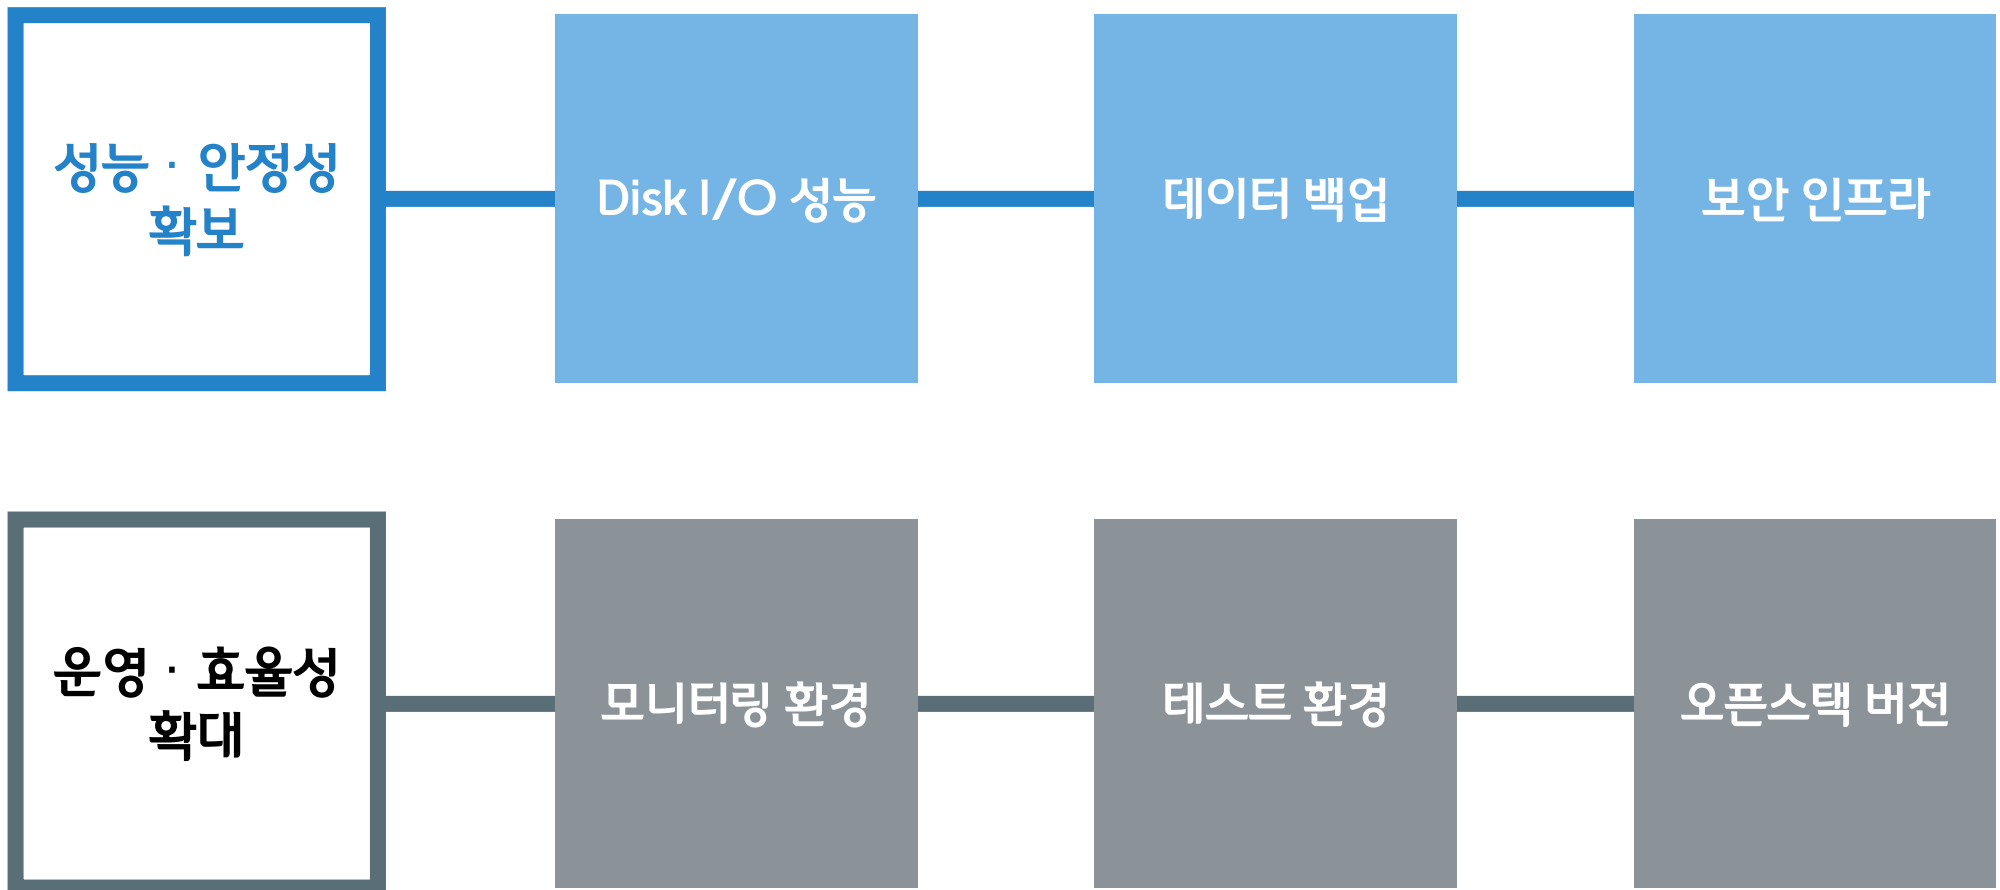 성능 · 안정성
확보
Disk I/O 성능
데이터 백업
보안 인프라
운영 · 효율성
확대
모니터링 환경
테스트 환경
오픈스택 버전